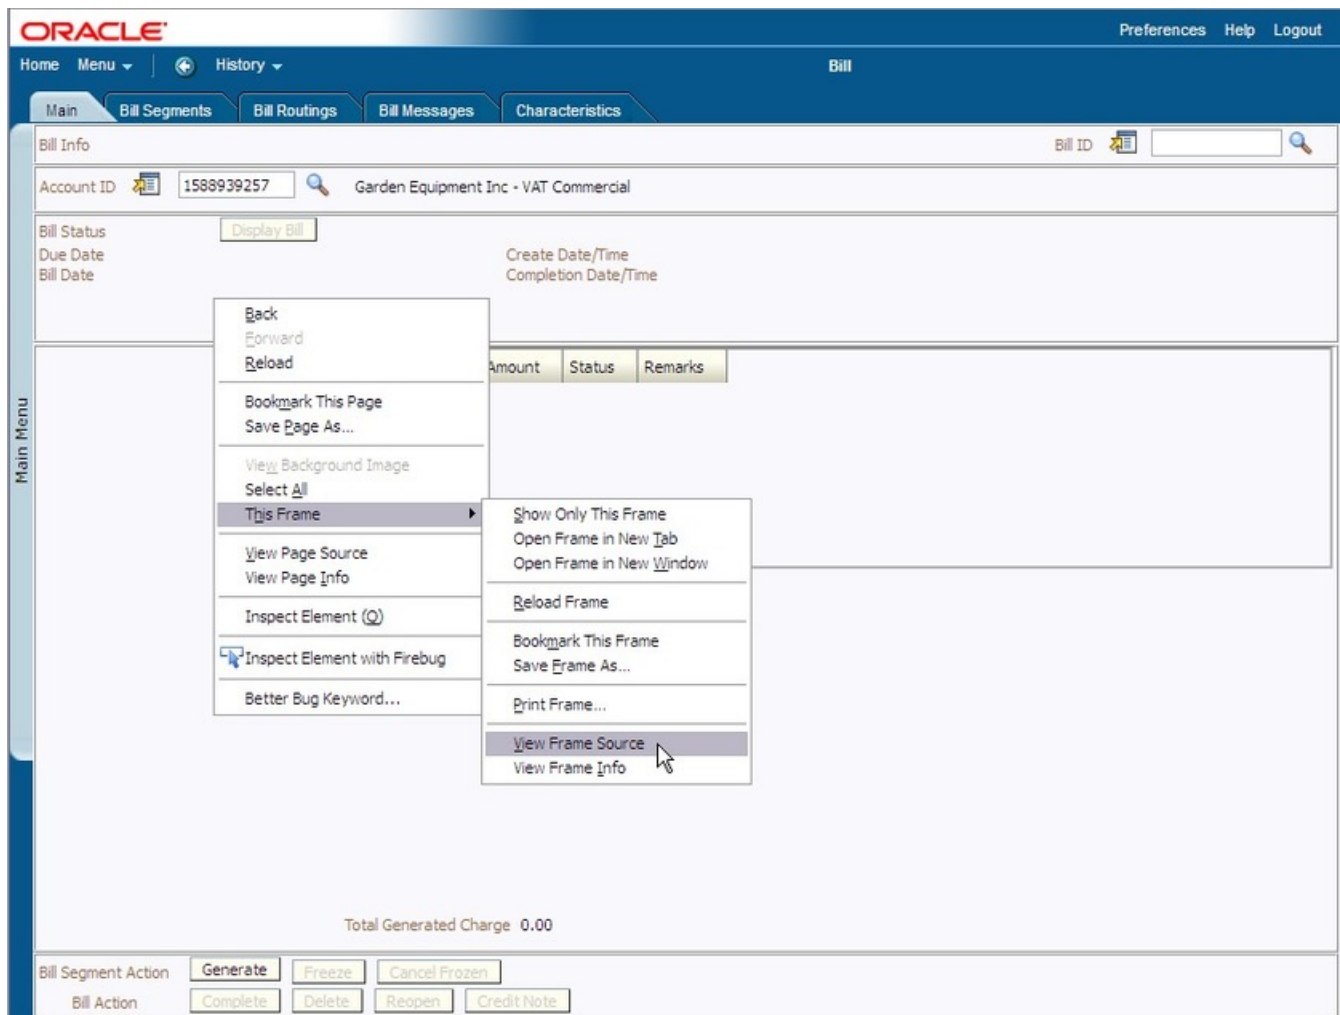 ORACLE
Preferences Help Logout
Home Menu History Bill
Main Bill Segments Bill Routings Bill Messages Characteristics
Bill Info Bill ID
Account ID 1588939257 Garden Equipment Inc - VAT Commercial
Bill Status Display Bill
Due Date Create Date/Time
Bill Date Completion Date/Time
Back
Forward
Reload
Amount Status Remarks
Bookmark This Page
Save Page As...
View Background Image
Select All
This Frame
View Page Source
View Page Info
Inspect Element (Q)
Inspect Element with Firebug
Better Bug Keyword...
Show Only This Frame
Open Frame in New Tab
Open Frame in New Window
Reload Frame
Bookmark This Frame
Save Frame As...
Print Frame...
View Frame Source
View Frame Info
Main Menu
Total Generated Charge 0.00
Bill Segment Action Generate Freeze Cancel Frozen
Bill Action Complete Delete Reopen Credit Note